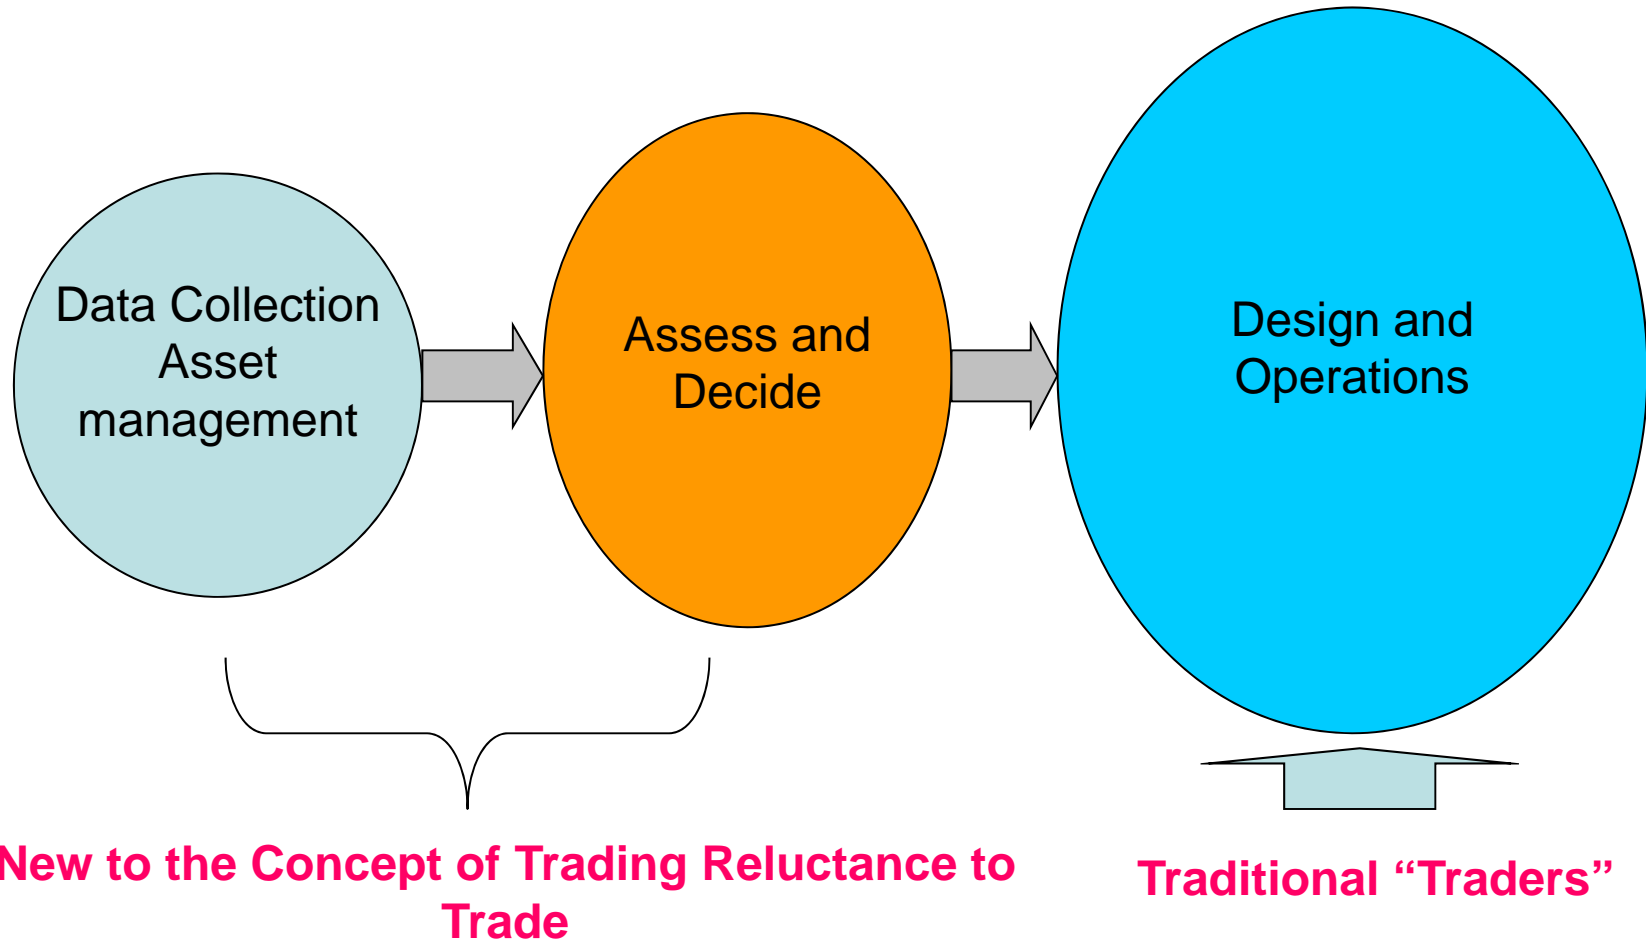 Data Collection
Asset
management
Assess and
Decide
Design and
Operations
New to the Concept of Trading Reluctance to
Trade
Traditional “Traders”